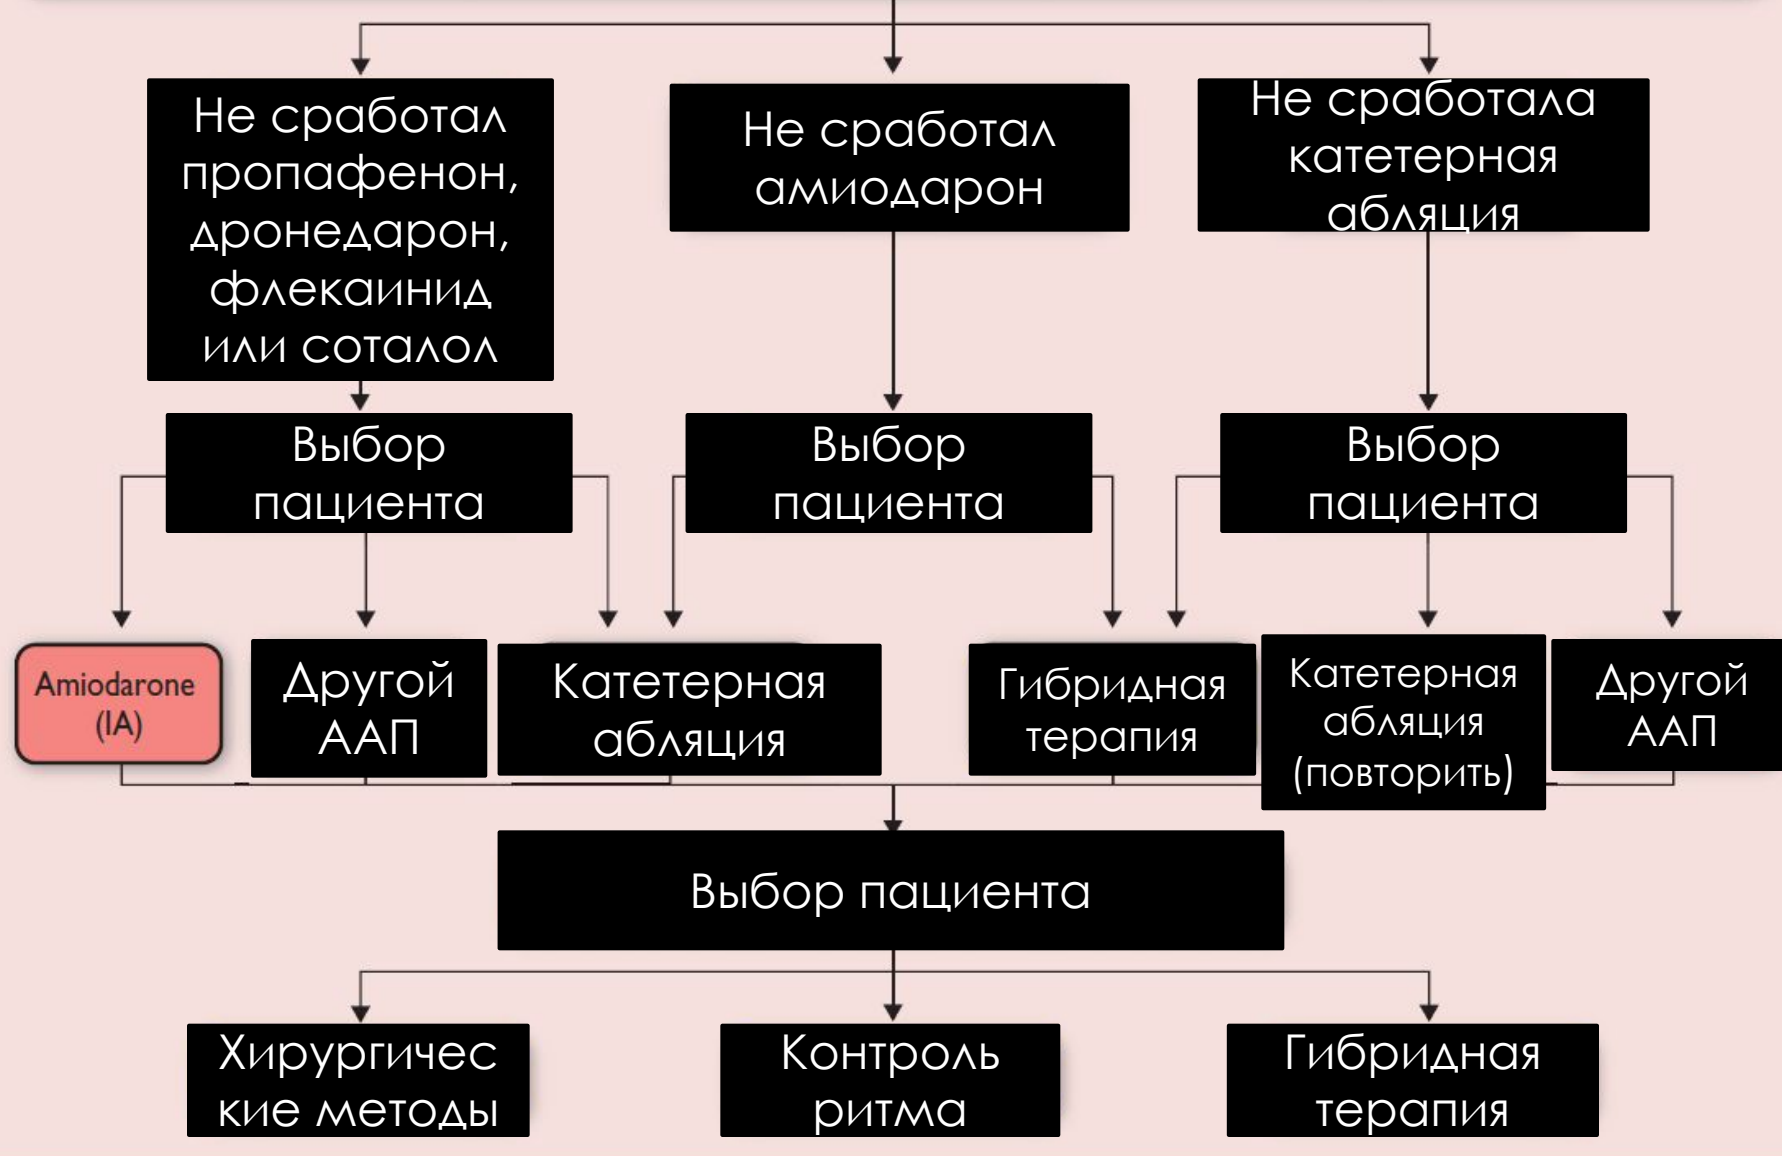 Не сработал
пропафенон,
дронедарон,
флекаинид
или соталол
Не сработал
амиодарон
Не сработала
катетерная
абляция
Выбор
пациента
Выбор
пациента
Выбор
пациента
Amiodarone
(IA)
Другой
ААП
Катетерная
абляция
Гибридная
терапия
Катетерная
абляция
(повторить)
Другой
ААП
Выбор пациента
Хирургичес
кие методы
Контроль
ритма
Гибридная
терапия